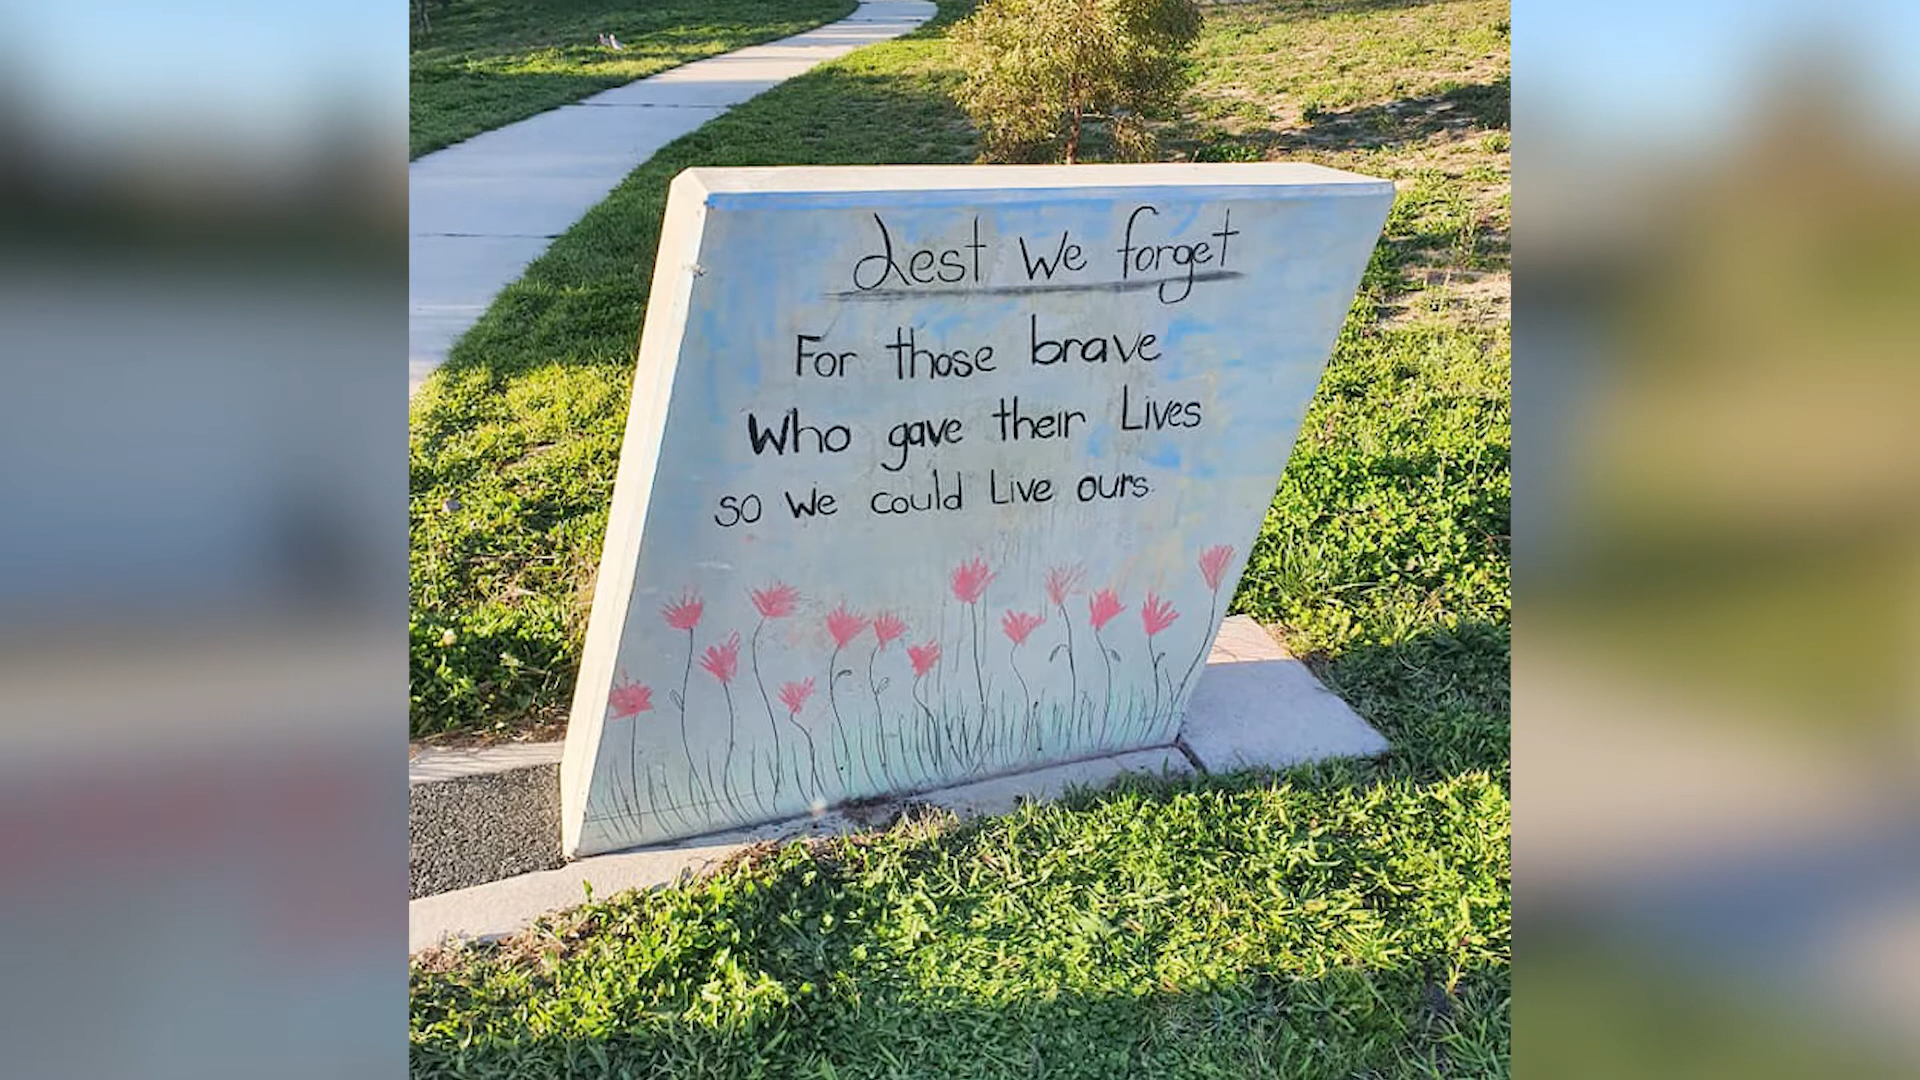 Lest We forget
For those brave
Who gave their Lives
so We could Live ours.